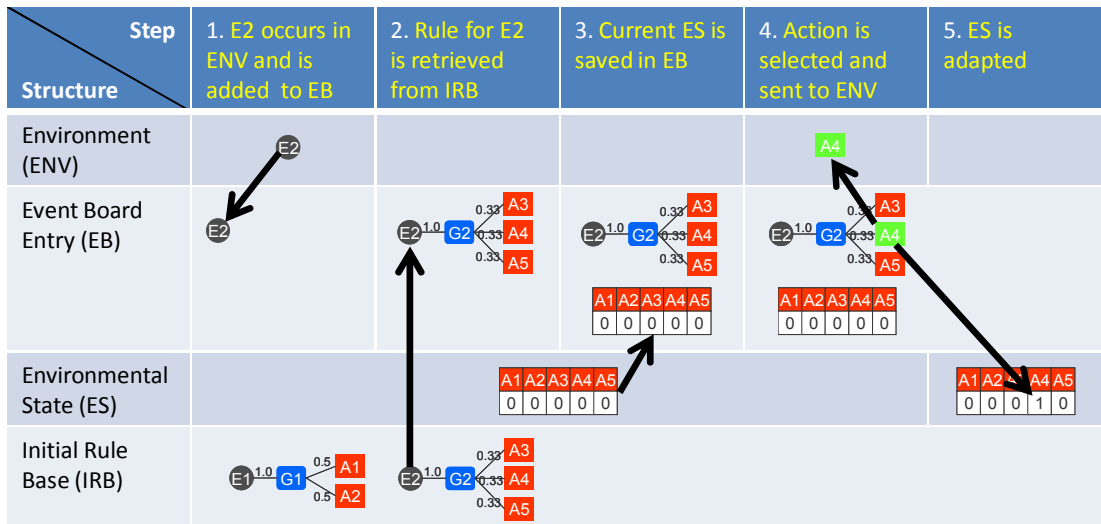 Step
Structure
1. E2 occurs in
ENV and is
added to EB
2. Rule for E2
is retrieved
from IRB
3. Current ES is
saved in EB
4. Action is
selected and
sent to ENV
5. ES is
adapted
Environment
(ENV)
E2
A4
Event Board
Entry (EB)
E2
E2 1.0 G2 0.33 A3
0.33 A4
0.33 A5
E2 1.0 G2 0.33 A3
0.33 A4
0.33 A5
A1 A2 A3 A4 A5
0 0 0 0 0
E2 1.0 G2 0.33 A3
0.33 A4
0.33 A5
A1 A2 A3 A4 A5
0 0 0 0 0
Environmental
State (ES)
A1 A2 A3 A4 A5
0 0 0 0 0
A1 A2 A4 A5
0 0 0 1 0
Initial Rule
Base (IRB)
E1 1.0 G1 0.5 A1
0.5 A2
E2 1.0 G2 0.33 A3
0.33 A4
0.33 A5